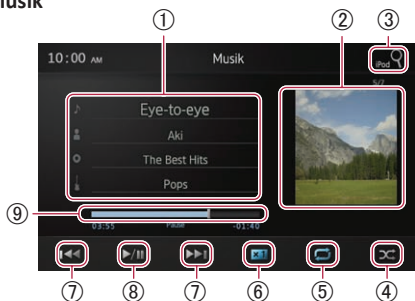 Musik
① ② ③
10:00 AM Musik iPod
5/2
Eye-to-eye
Aki
The Best Hits
Pops
⑨
03:55 Pause -01:40
x1
⑦ ⑧ ⑦ ⑥ ⑤ ④